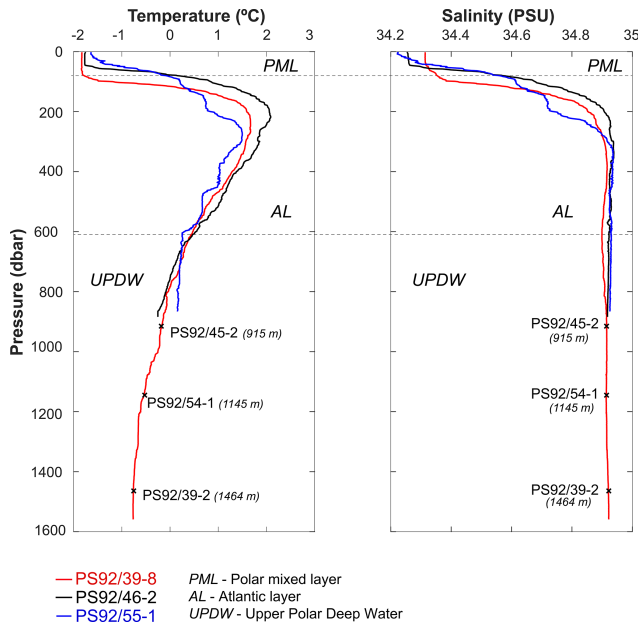 Temperature (ºC)
Salinity (PSU)
-2 -1 0 1 2 3
34.2 34.4 34.6 34.8 35
0
200
400
600
800
1000
1200
1400
1600
Pressure (dbar)
PML
AL
UPDW
PS92/45-2 (915 m)
PS92/54-1 (1145 m)
PS92/39-2 (1464 m)
PML
AL
UPDW
PS92/45-2
(915 m)
PS92/54-1
(1145 m)
PS92/39-2
(1464 m)
PS92/39-8
PS92/46-2
PS92/55-1
PML - Polar mixed layer
AL - Atlantic layer
UPDW - Upper Polar Deep Water